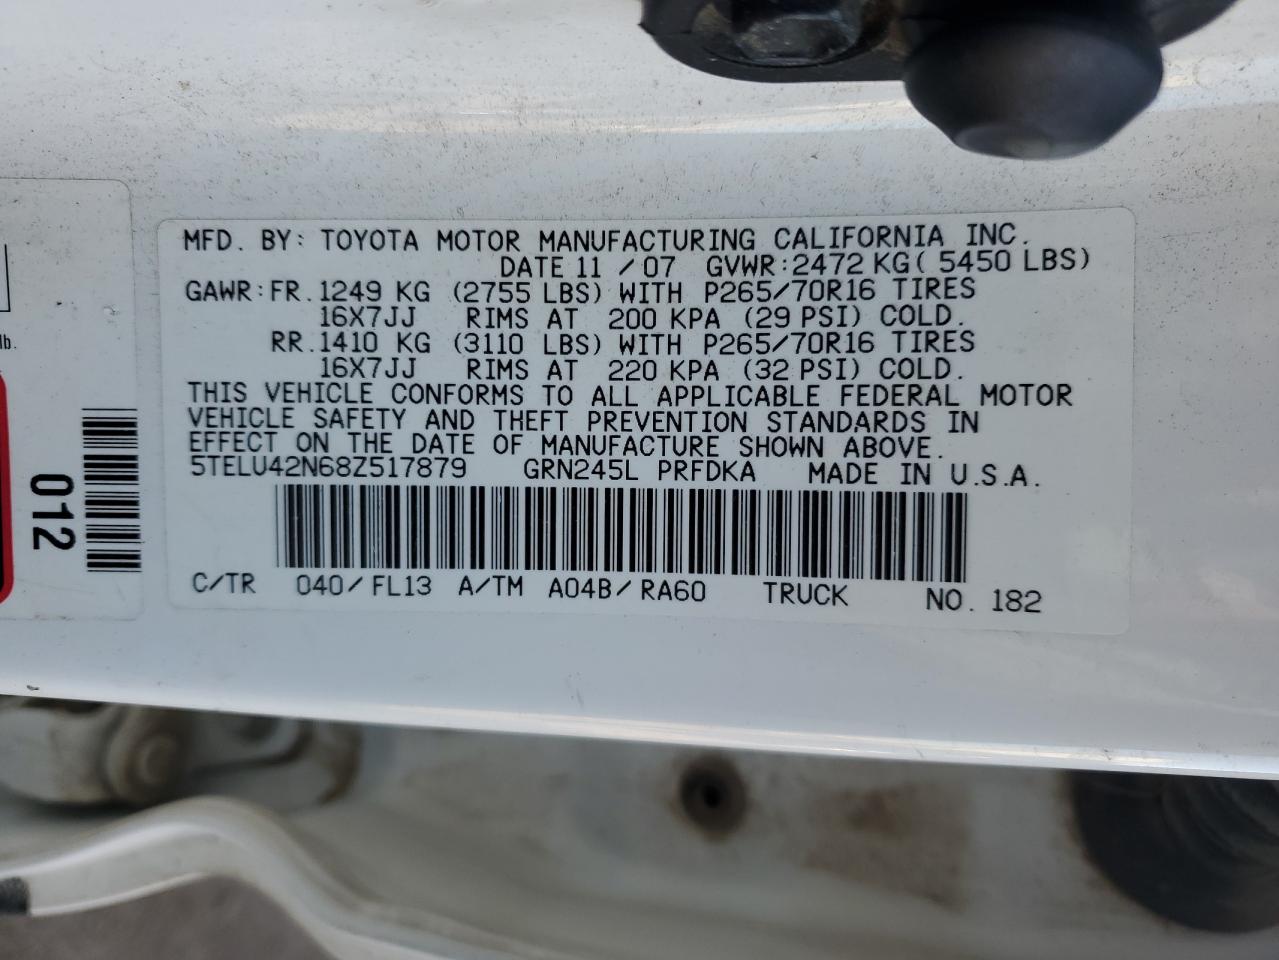 MFD. BY: TOYOTA MOTOR MANUFACTURING CALIFORNIA INC.
DATE 11 / 07 GVWR: 2472 KG ( 5450 LBS)
GAWR: FR. 1249 KG (2755 LBS) WITH P265/70R16 TIRES
16X7JJ RIMS AT 200 KPA (29 PSI) COLD.
RR. 1410 KG (3110 LBS) WITH P265/70R16 TIRES
16X7JJ RIMS AT 220 KPA (32 PSI) COLD.
THIS VEHICLE CONFORMS TO ALL APPLICABLE FEDERAL MOTOR
VEHICLE SAFETY AND THEFT PREVENTION STANDARDS IN
EFFECT ON THE DATE OF MANUFACTURE SHOWN ABOVE.
5TELU42N68Z517879 GRN245L PRFDKA MADE IN U.S.A.
C/TR 040/FL13 A/TM A04B/RA60 TRUCK NO. 182
lb.
012